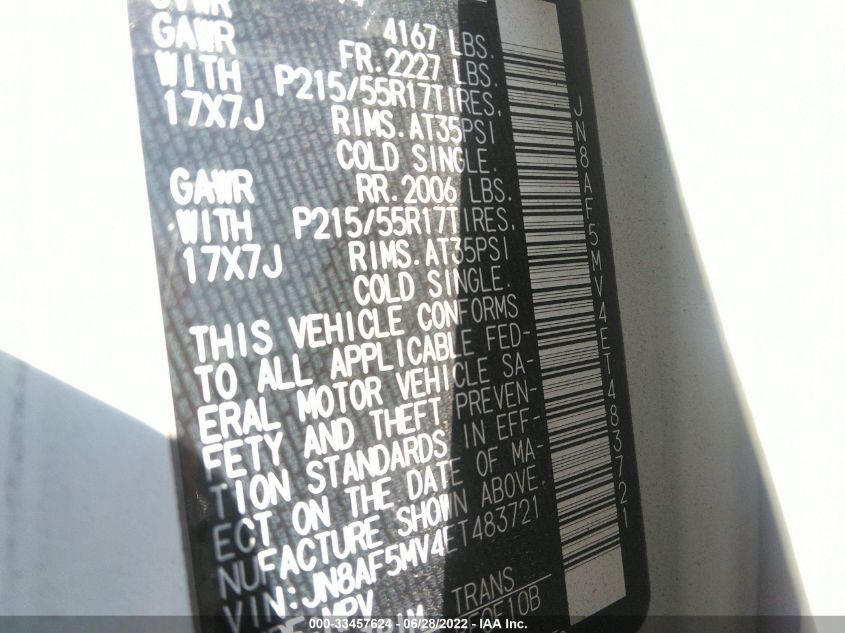 GVWR
GAWR 4167 LBS.
WITH FR. 2227 LBS.
17X7J P215/55R17TIRES.
RIMS. AT35PSI
COLD SINGLE.
GAWR RR. 2006 LBS.
WITH P215/55R17TIRES.
17X7J RIMS. AT35PSI
COLD SINGLE.
THIS VEHICLE CONFORMS
TO ALL APPLICABLE FED-
ERAL MOTOR VEHICLE SA-
FETY AND THEFT PREVEN-
TION STANDARDS IN EFF-
ECT ON THE DATE OF MA-
NUFACTURE SHOWN ABOVE.
VIN:JN8AF5MV4ET483721
MPV
TRANS
JN8AF5MV4ET483721
000-33457624 - 06/28/2022 - IAA Inc.